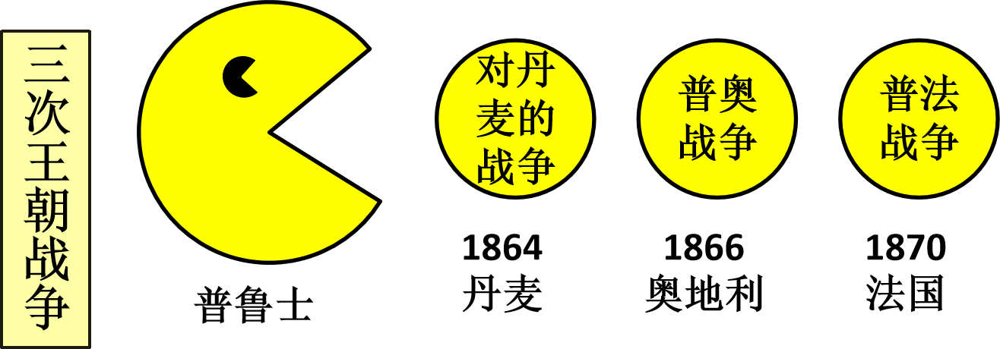 三次王朝战争
普鲁士
对丹
麦的
战争
1864
丹麦
普奥
战争
1866
奥地利
普法
战争
1870
法国